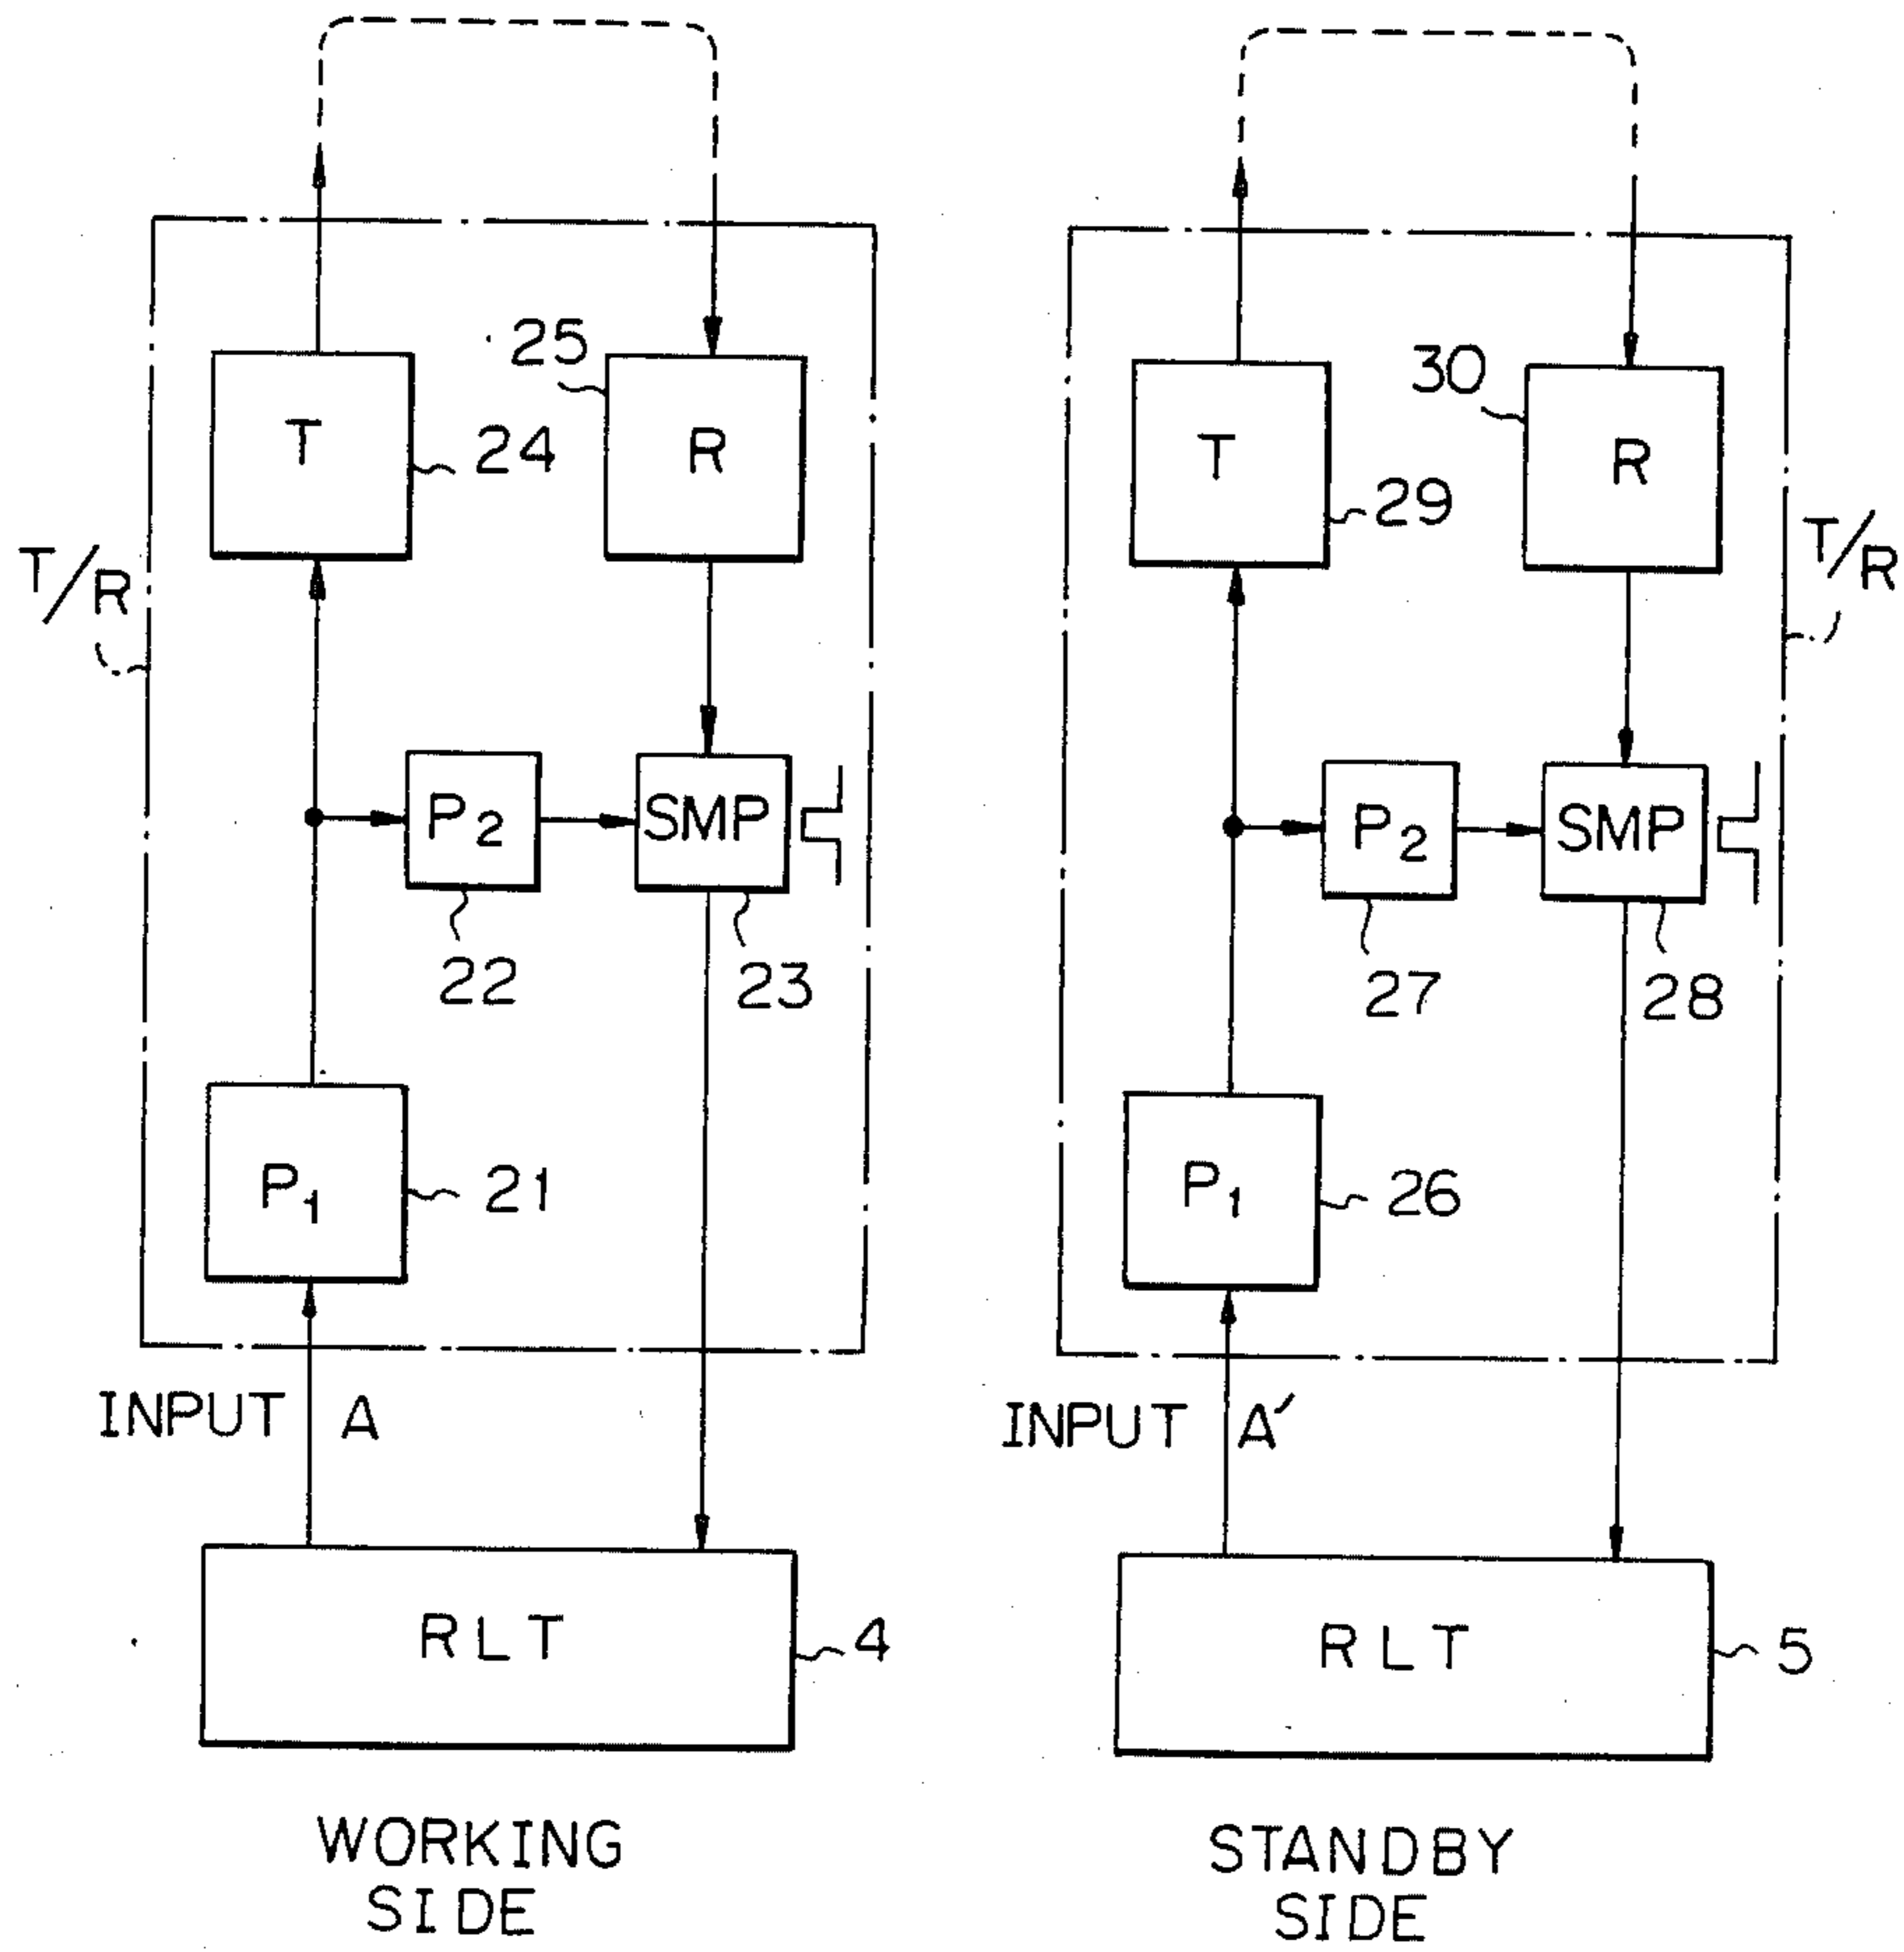 T
24
25
R
T/R
P2
22
SMP
23
P1
21
INPUT A
RLT
4
WORKING
SIDE
T
29
30
R
T/R
P2
27
SMP
28
P1
26
INPUT A′
RLT
5
STANDBY
SIDE